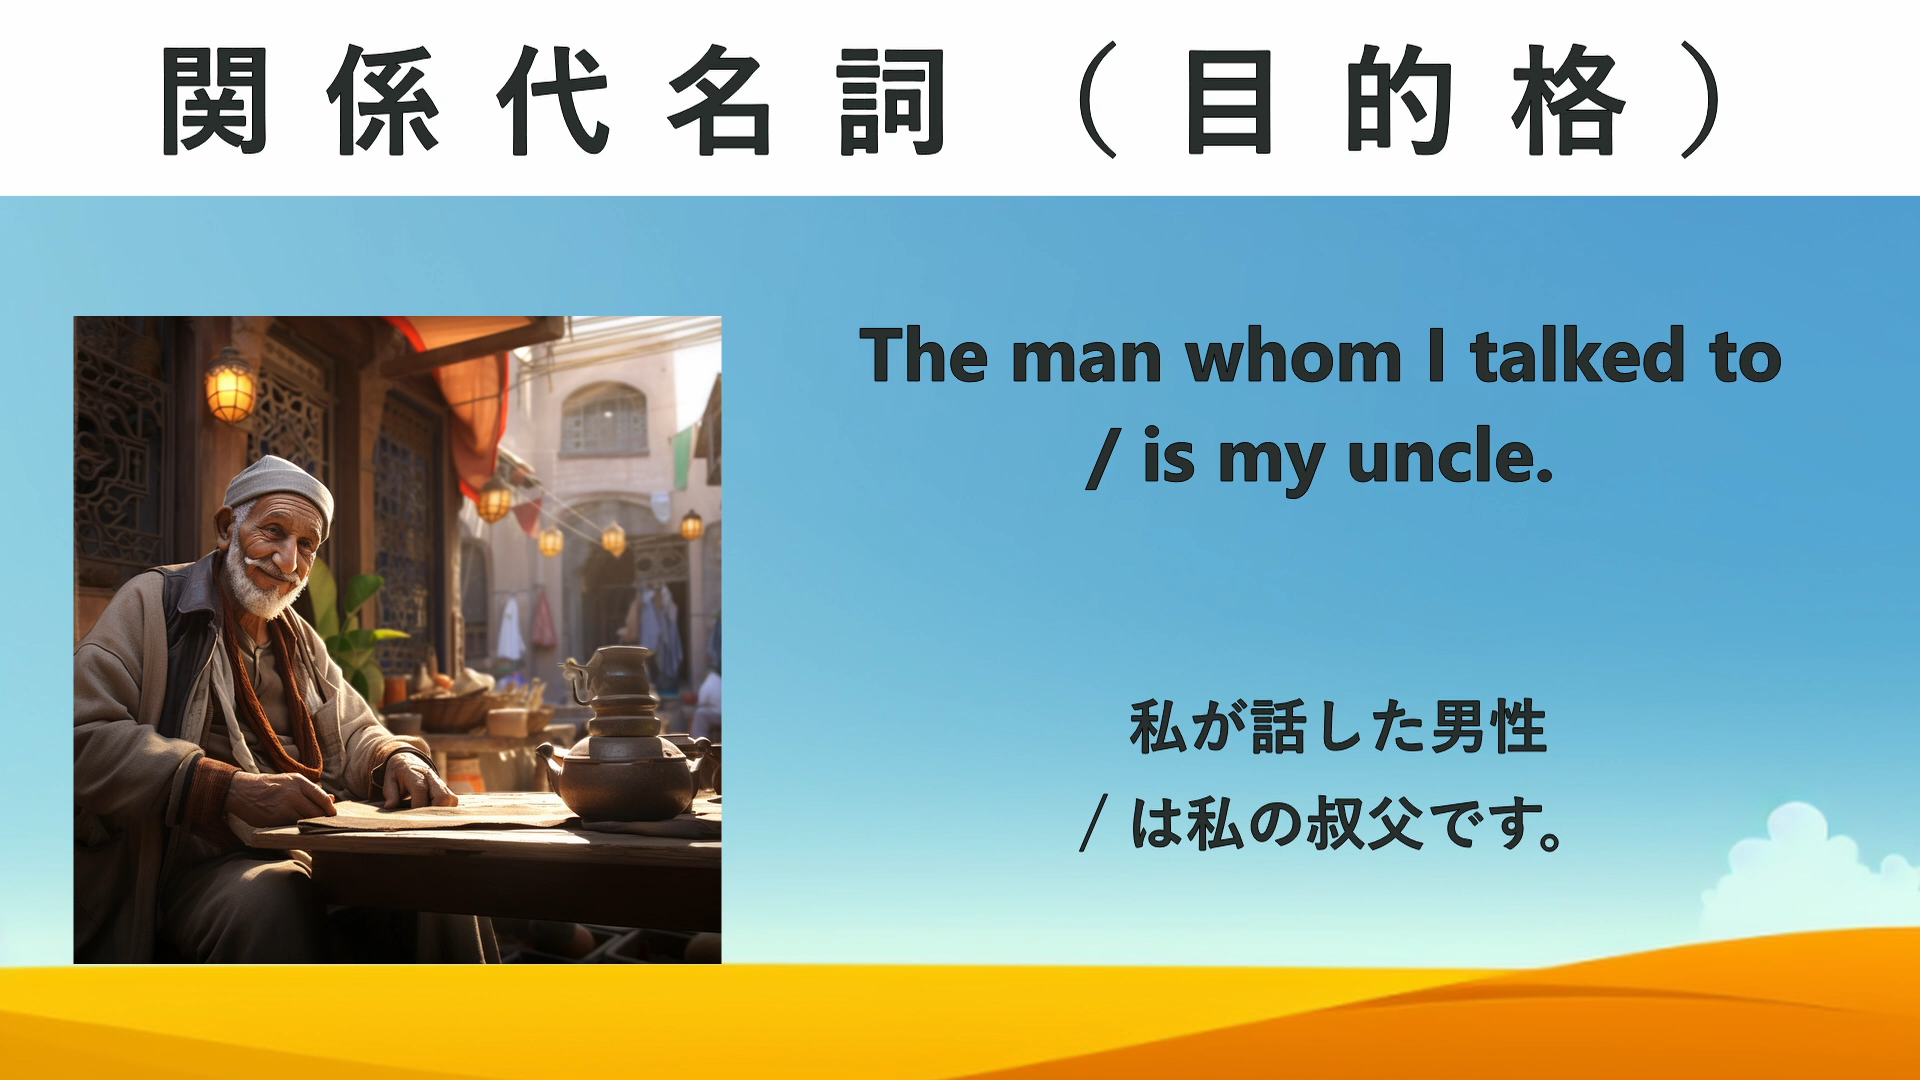 関係代名詞（目的格）
The man whom I talked to
/ is my uncle.
私が話した男性
/ は私の叔父です。